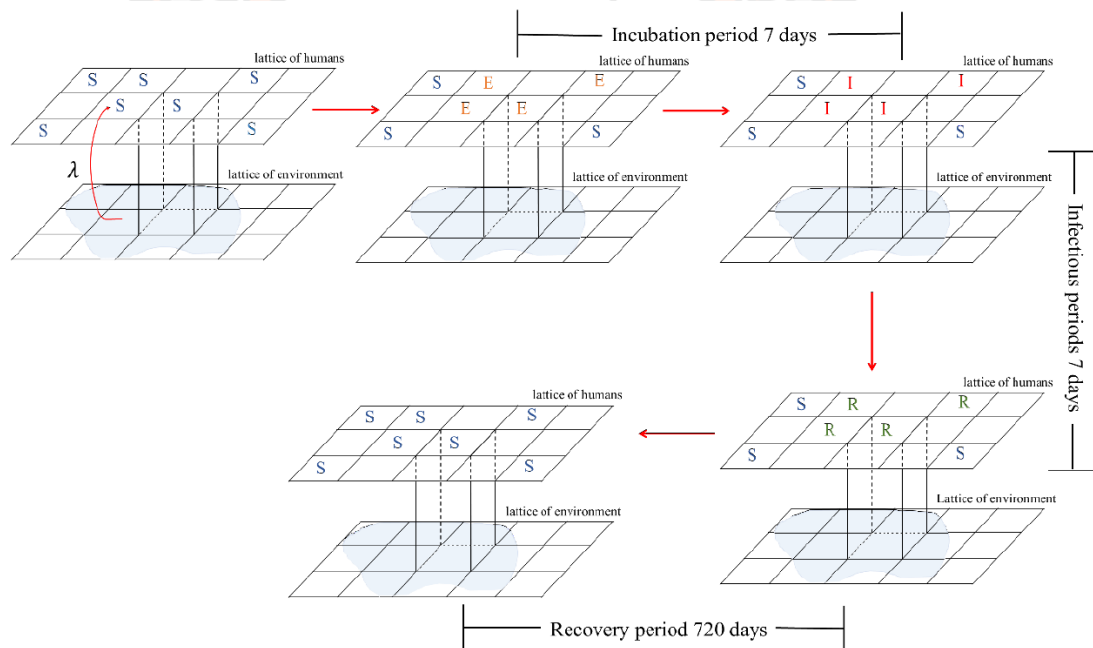 Incubation period 7 days
lattice of humans
S S S
S S
S S
λ
lattice of environment
lattice of humans
S E E
E E
S
lattice of environment
lattice of humans
S I I
I I
S
lattice of environment
Infectious periods 7 days
lattice of humans
S R R
R R
S S
Lattice of environment
lattice of humans
S S S
S S
S S
lattice of environment
Recovery period 720 days